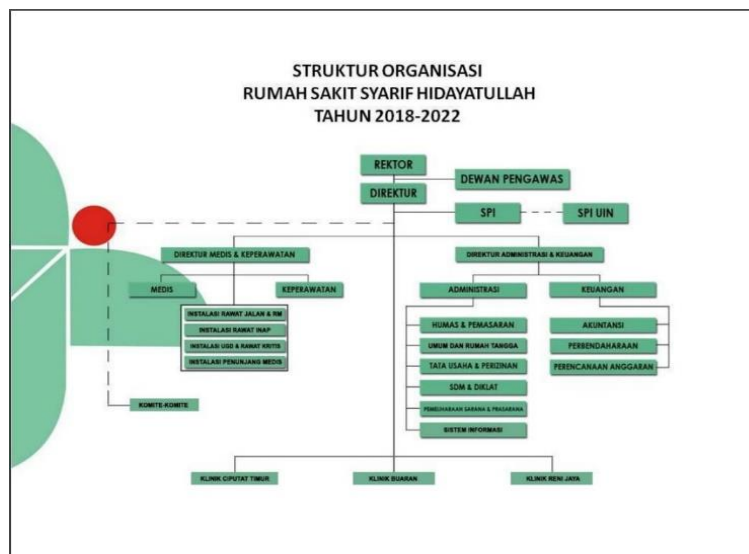 STRUKTUR ORGANISASI
RUMAH SAKIT SYARIF HIDAYATULLAH
TAHUN 2018-2022
REKTOR
DEWAN PENGAWAS
DIREKTUR
SPI
SPI UIN
DIREKTUR MEDIS & KEPERAWATAN
DIREKTUR ADMINISTRASI & KEUANGAN
MEDIS
KEPERAWATAN
ADMINISTRASI
KEUANGAN
INSTALASI RAWAT JALAN & RM
INSTALASI RAWAT INAP
INSTALASI UGD & RAWAT KRITIS
INSTALASI PENUNJANG MEDIS
HUMAS & PEMASARAN
UMUM DAN RUMAH TANGGA
TATA USAHA & PERIZINAN
SDM & DIKLAT
PEMELIHARAAN SARANA & PRASARANA
SISTEM INFORMASI
AKUNTANSI
PERBENDAHARAAN
PERENCANAAN ANGGARAN
KOMITE-KOMITE
KLINIK CIPUTAT TIMUR
KLINIK BUARAN
KLINIK RENI JAYA